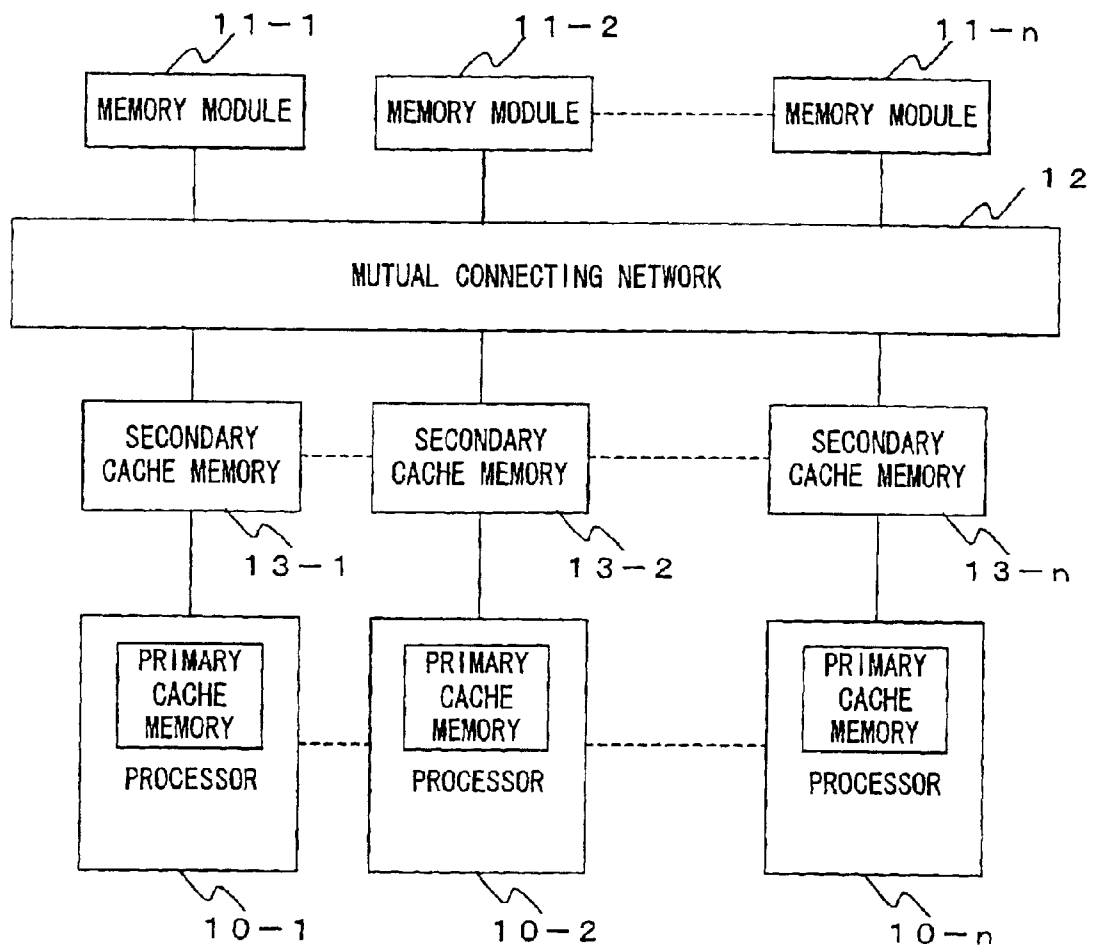 11-1
11-2
11-n
MEMORY MODULE
MEMORY MODULE
MEMORY MODULE
12
MUTUAL CONNECTING NETWORK
SECONDARY
CACHE MEMORY
SECONDARY
CACHE MEMORY
SECONDARY
CACHE MEMORY
13-1
13-2
13-n
PRIMARY
CACHE
MEMORY
PROCESSOR
PRIMARY
CACHE
MEMORY
PROCESSOR
PRIMARY
CACHE
MEMORY
PROCESSOR
10-1
10-2
10-n